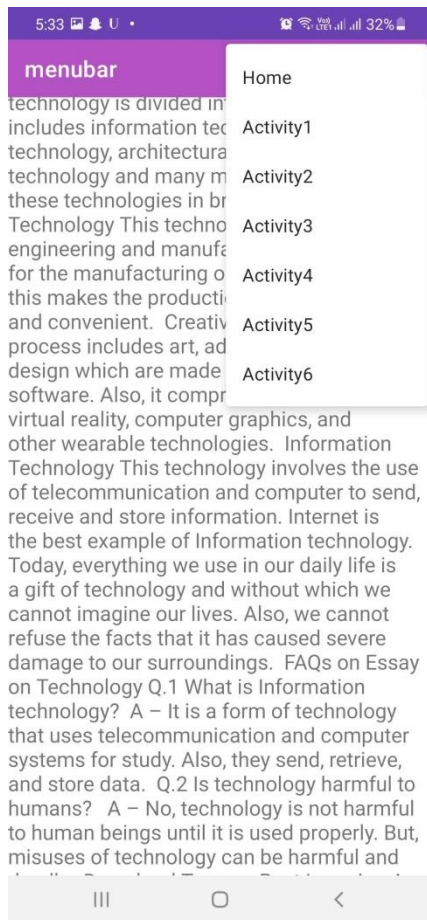 5:33 U •
Vo)) LTE1 32%
menubar
Home
Activity1
Activity2
Activity3
Activity4
Activity5
Activity6
technology is divided in
includes information tec
technology, architectura
technology and many m
these technologies in br
Technology This techno
engineering and manufa
for the manufacturing o
this makes the producti
and convenient. Creativ
process includes art, ad
design which are made
software. Also, it compr
virtual reality, computer graphics, and
other wearable technologies. Information
Technology This technology involves the use
of telecommunication and computer to send,
receive and store information. Internet is
the best example of Information technology.
Today, everything we use in our daily life is
a gift of technology and without which we
cannot imagine our lives. Also, we cannot
refuse the facts that it has caused severe
damage to our surroundings. FAQs on Essay
on Technology Q.1 What is Information
technology? A – It is a form of technology
that uses telecommunication and computer
systems for study. Also, they send, retrieve,
and store data. Q.2 Is technology harmful to
humans? A – No, technology is not harmful
to human beings until it is used properly. But,
misuses of technology can be harmful and